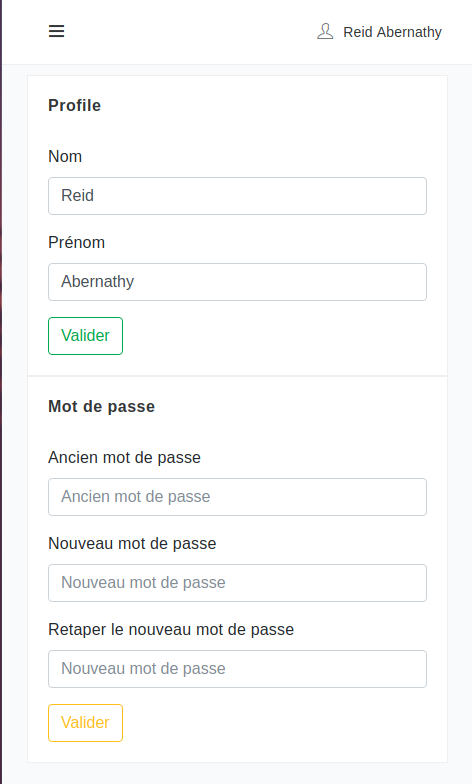 Reid Abernathy
Profile
Nom
Reid
Prénom
Abernathy
Valider
Mot de passe
Ancien mot de passe
Ancien mot de passe
Nouveau mot de passe
Nouveau mot de passe
Retaper le nouveau mot de passe
Nouveau mot de passe
Valider